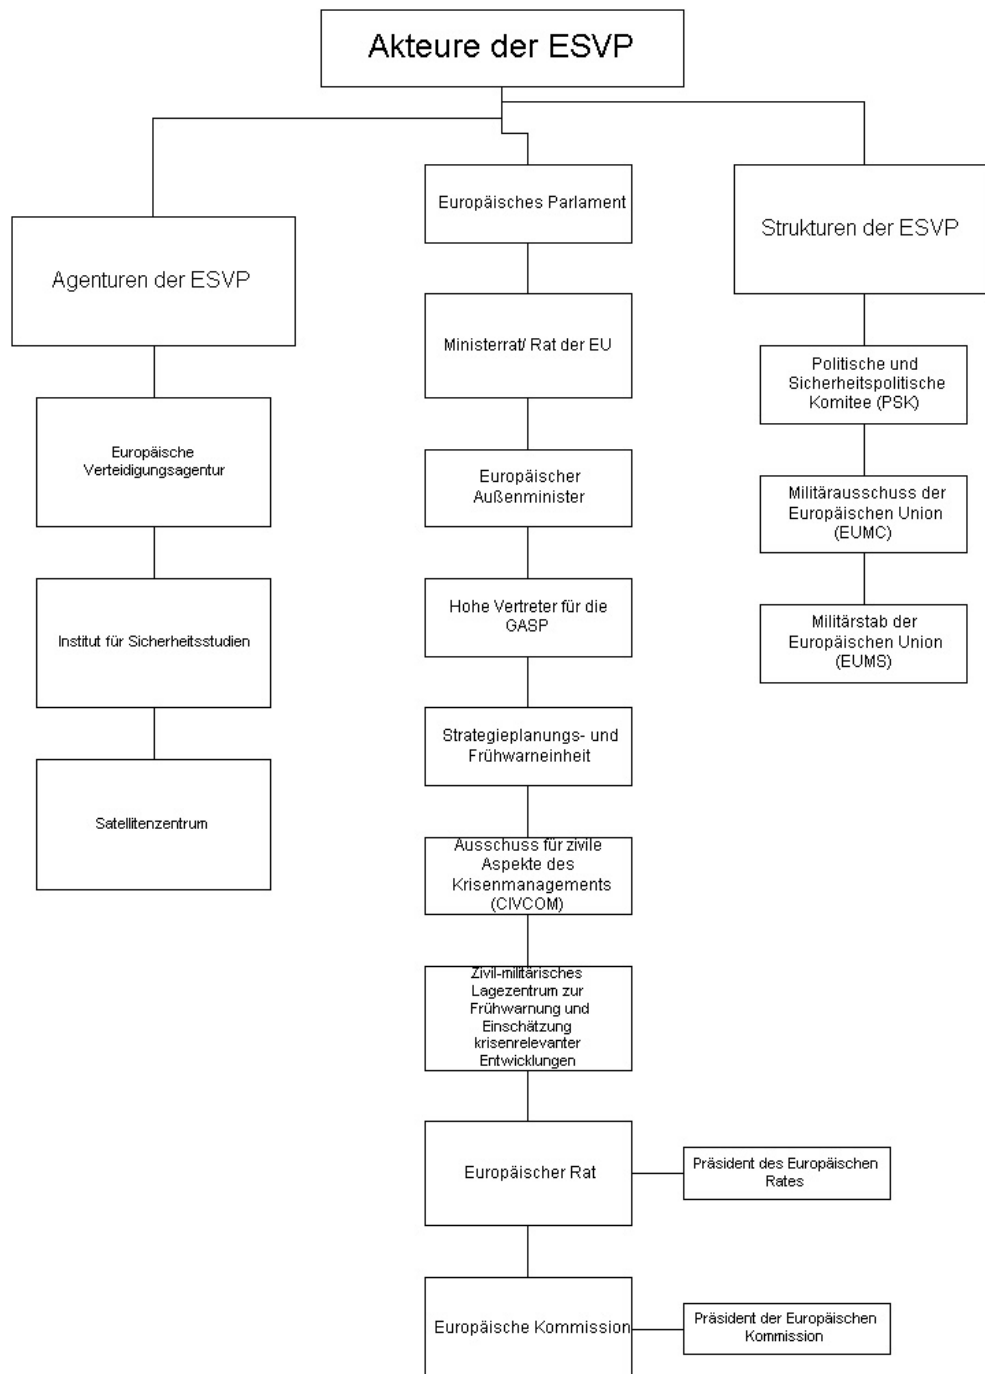 Akteure der ESVP
Agenturen der ESVP
Europäische
Verteidigungsagentur
Institut für Sicherheitsstudien
Satellitenzentrum
Europäisches Parlament
Ministerrat/ Rat der EU
Europäischer
Außenminister
Hohe Vertreter für die
GASP
Strategieplanungs- und
Frühwarneinheit
Ausschuss für zivile
Aspekte des
Krisenmanagements
(CIVCOM)
Zivil-militärisches
Lagezentrum zur
Frühwarnung und
Einschätzung
krisenrelevanter
Entwicklungen
Europäischer Rat
Präsident des Europäischen
Rates
Europäische Kommission
Präsident der Europäischen
Kommission
Strukturen der ESVP
Politische und
Sicherheitspolitische
Komitee (PSK)
Militärausschuss der
Europäischen Union
(EUMC)
Militärstab der
Europäischen Union
(EUMS)